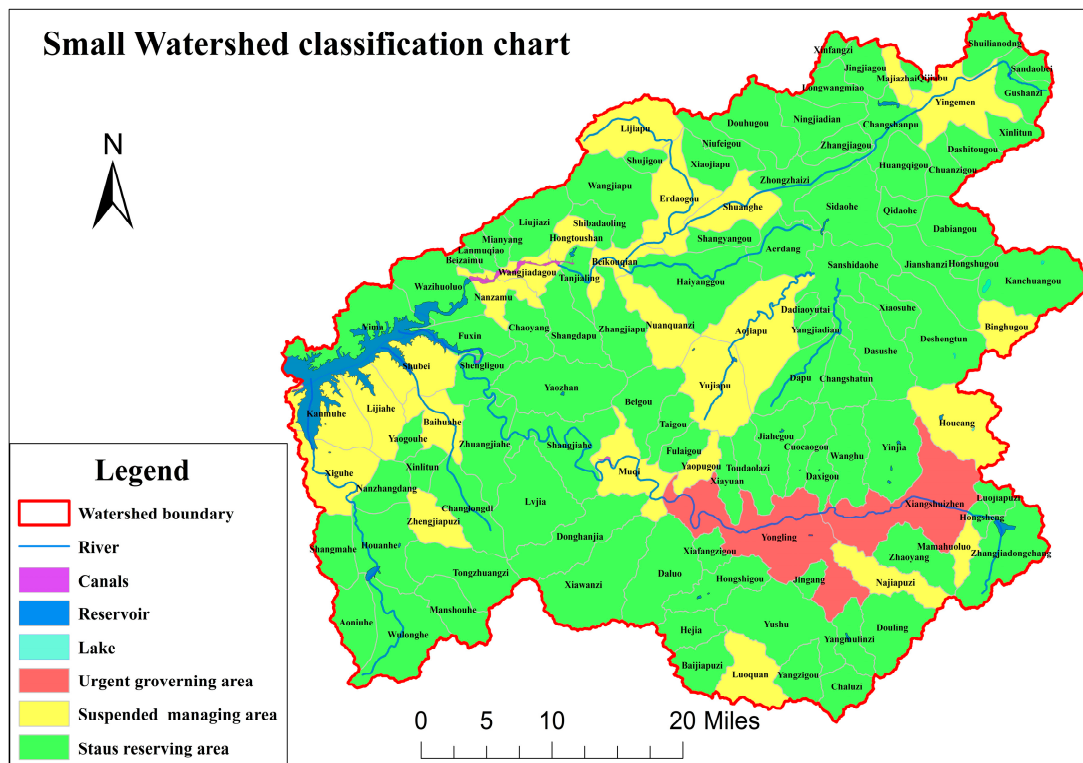 Small Watershed classification chart
N
Shuilianodng
Xinfangzi
Sandaobei
Jingjiagou
Majiazhai
Gushanzi
Longwangmiao
Yingemen
Douhugou
Ningjiadian
Changshanpu
Xinlitun
Lijiapu
Niufeigou
Zhangjiagou
Dashitougou
Shujigou
Xiaojiapu
Huangqigou
Chuanzigou
Wangjiapu
Zhongzhaizi
Erdaogou
Shuanghe
Sidaohe
Qidaohe
Liujiazi
Shibadaoling
Dabiangou
Mianyang
Hongtoushan
Shangyangou
Lanmuqiao
Aerdang
Beizaimu
Beikouqian
Wangjiadagou
Sanshidaohe
Jianshanzi
Hongshugou
Wazihuoluo
Tanjialing
Haiyanggou
Kanchuangou
Nanzamu
Dadiaoyutai
Xiaosuhe
Yima
Chaoyang
Zhangjiapu
Nuanquanzi
Aojiapu
Yangjiadian
Binghugou
Fuxin
Shangdapu
Deshengtun
Shubei
Shengligou
Dasushe
Yaozhan
Yujiapu
Dapu
Changshatun
Kanmuhe
Lijiahe
Beigou
Baihuahe
Taigou
Houcang
Yaogouhe
Zhuangjiahe
Shangjiahe
Jiahegou
Cuocaogou
Yinjia
Fulaigou
Wanghu
Xinlitun
Muqi
Yaopugou
Toudaolazi
Xiguhe
Xiayuan
Daxigou
Nanzhangdang
Lvjia
Xiangshuizhen
Luojiapuzi
Changlongdi
Zhengjiapuzi
Hongsheng
Donghanjia
Yongling
Shangmahe
Houanhe
Xiafangzigou
Mamahuoluo
Zhangjiadongchang
Zhaoyang
Tongzhuangzi
Xiawanzi
Daluo
Hongshigou
Jingang
Najiapuzi
Manshouhe
Aoniuhe
Wulonghe
Hejia
Yushu
Douling
Yangmulinzi
Baijiapuzi
Luoquan
Yangzigou
Chaluzi
Legend
Watershed boundary
River
Canals
Reservoir
Lake
Urgent groverning area
Suspended managing area
Staus reserving area
0 5 10 20 Miles